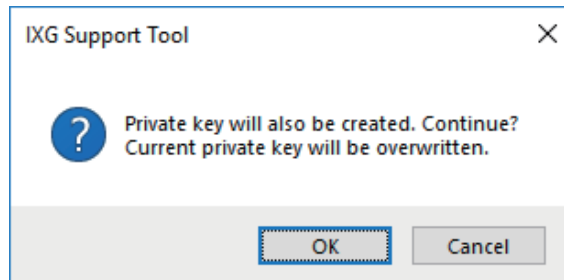 IXG Support Tool
Private key will also be created. Continue?
Current private key will be overwritten.
OK
Cancel